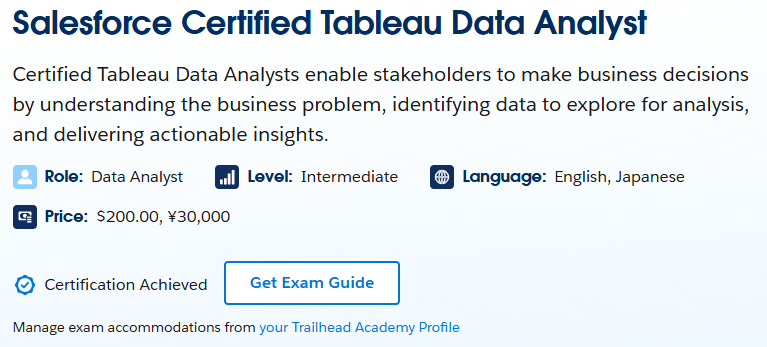 Salesforce Certified Tableau Data Analyst
Certified Tableau Data Analysts enable stakeholders to make business decisions
by understanding the business problem, identifying data to explore for analysis,
and delivering actionable insights.
Role: Data Analyst Level: Intermediate Language: English, Japanese
Price: $200.00, ¥30,000
Certification Achieved Get Exam Guide
Manage exam accommodations from your Trailhead Academy Profile